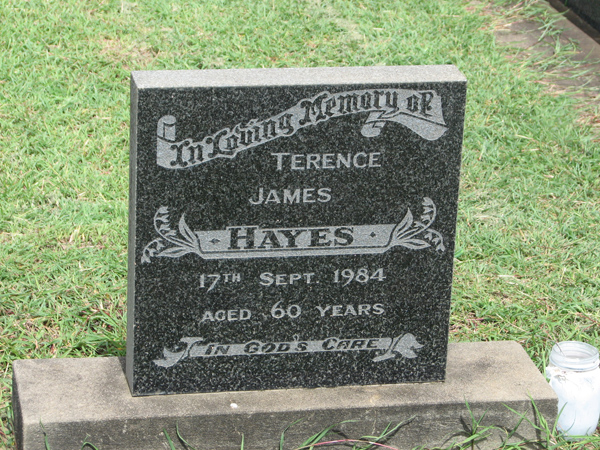 In Loving Memory of
TERENCE
JAMES
HAYES
17TH SEPT. 1984
AGED 60 YEARS
IN GOD'S CARE